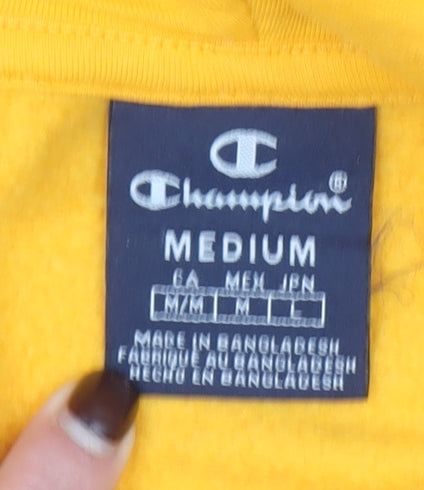 Champion®
MEDIUM
CA MEX JPN
M/M M L
MADE IN BANGLADESH
FABRIQUÉ AU BANGLADESH
HECHO EN BANGLADESH